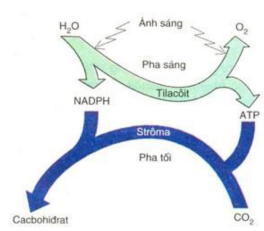 H₂O
Ánh sáng
O₂
Pha sáng
Tilacôit
NADPH
ATP
Strôma
Pha tối
Cacbohiđrat
CO₂